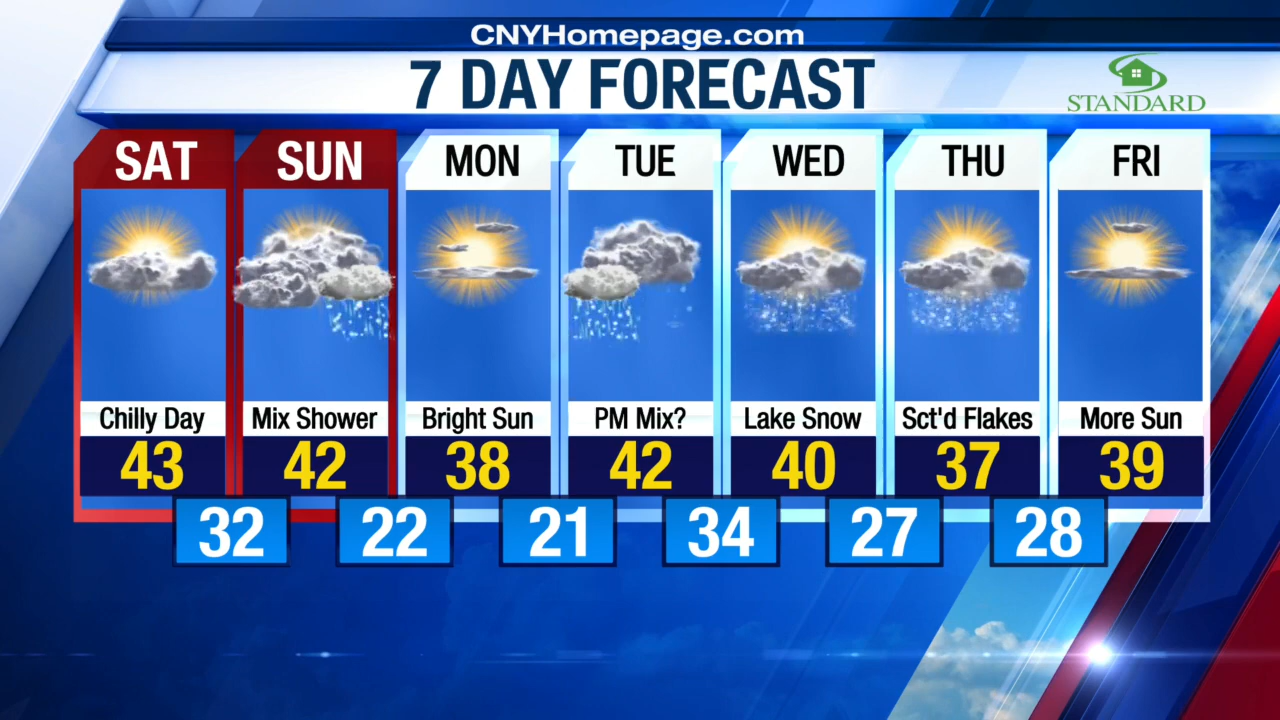 CNYHomepage.com
7 DAY FORECAST
STANDARD
SAT SUN MON TUE WED THU FRI
Chilly Day Mix Shower Bright Sun PM Mix? Lake Snow Sct'd Flakes More Sun
43 42 38 42 40 37 39
32 22 21 34 27 28